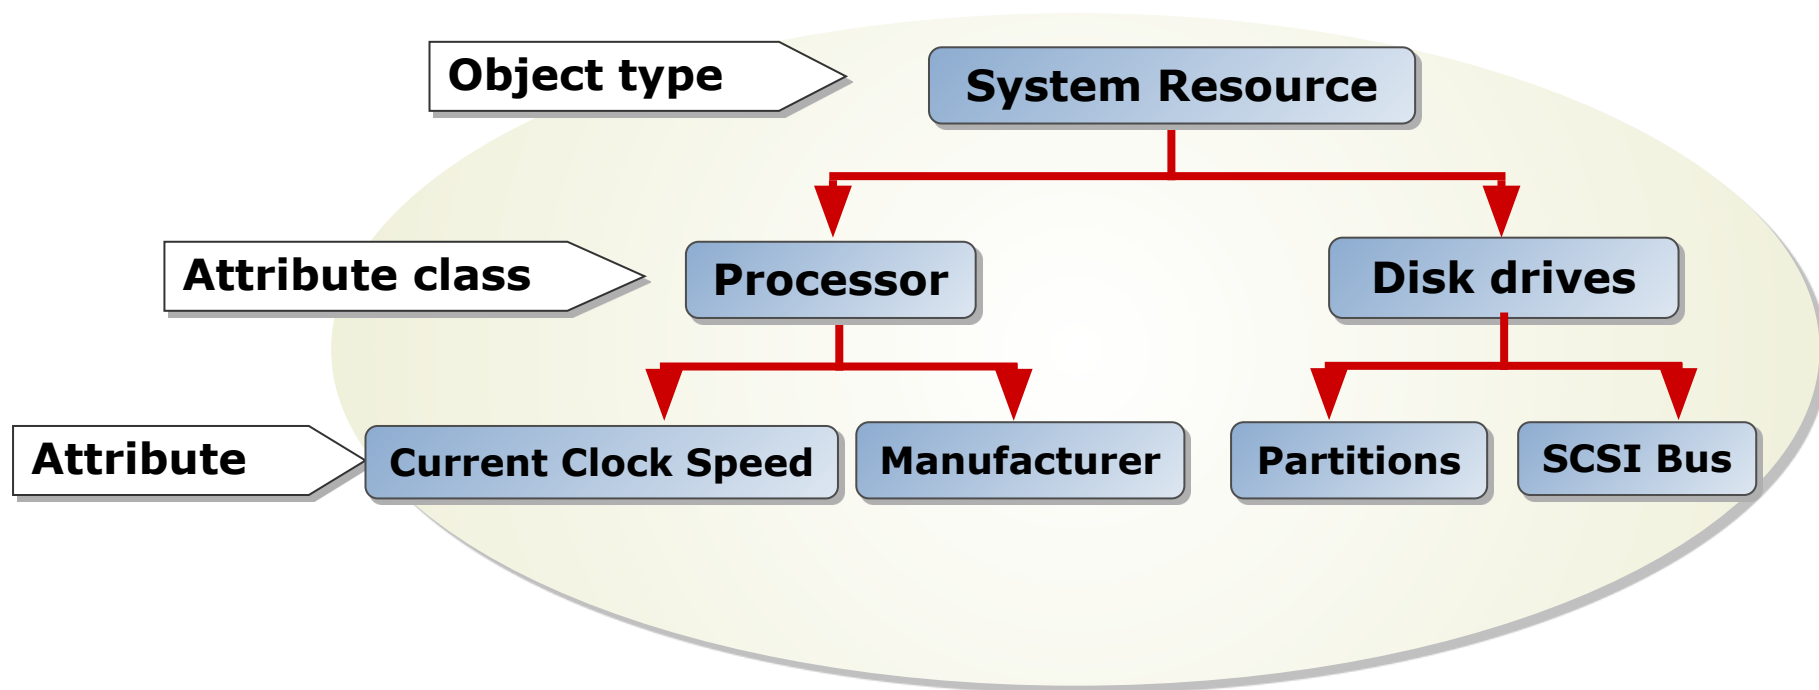 Object type
System Resource
Attribute class
Processor
Disk drives
Attribute
Current Clock Speed
Manufacturer
Partitions
SCSI Bus